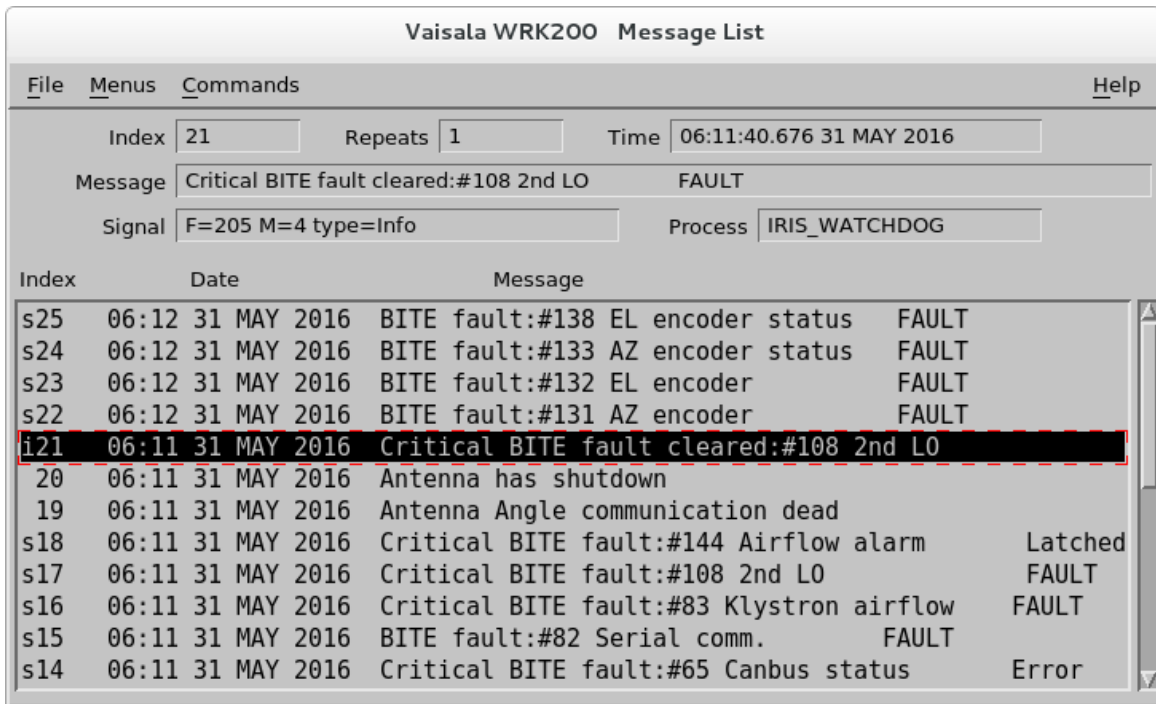 Vaisala WRK200   Message List
File   Menus   Commands   Help
Index 21   Repeats 1   Time 06:11:40.676 31 MAY 2016
Message Critical BITE fault cleared:#108 2nd LO   FAULT
Signal F=205 M=4 type=Info   Process IRIS_WATCHDOG
Index   Date   Message
s25 06:12 31 MAY 2016 BITE fault:#138 EL encoder status FAULT
s24 06:12 31 MAY 2016 BITE fault:#133 AZ encoder status FAULT
s23 06:12 31 MAY 2016 BITE fault:#132 EL encoder FAULT
s22 06:12 31 MAY 2016 BITE fault:#131 AZ encoder FAULT
i21 06:11 31 MAY 2016 Critical BITE fault cleared:#108 2nd LO
20 06:11 31 MAY 2016 Antenna has shutdown
19 06:11 31 MAY 2016 Antenna Angle communication dead
s18 06:11 31 MAY 2016 Critical BITE fault:#144 Airflow alarm Latched
s17 06:11 31 MAY 2016 Critical BITE fault:#108 2nd LO FAULT
s16 06:11 31 MAY 2016 Critical BITE fault:#83 Klystron airflow FAULT
s15 06:11 31 MAY 2016 BITE fault:#82 Serial comm. FAULT
s14 06:11 31 MAY 2016 Critical BITE fault:#65 Canbus status Error